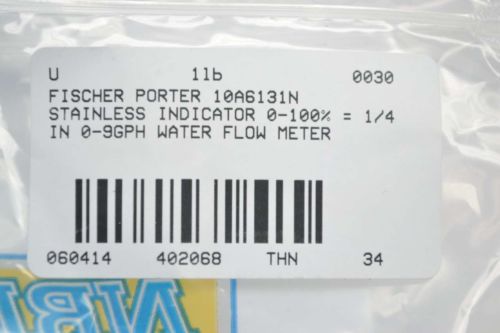 U 1lb 0030
FISCHER PORTER 10A6131N
STAINLESS INDICATOR 0-100% = 1/4
IN 0-9GPH WATER FLOW METER
060414 402068 THN 34